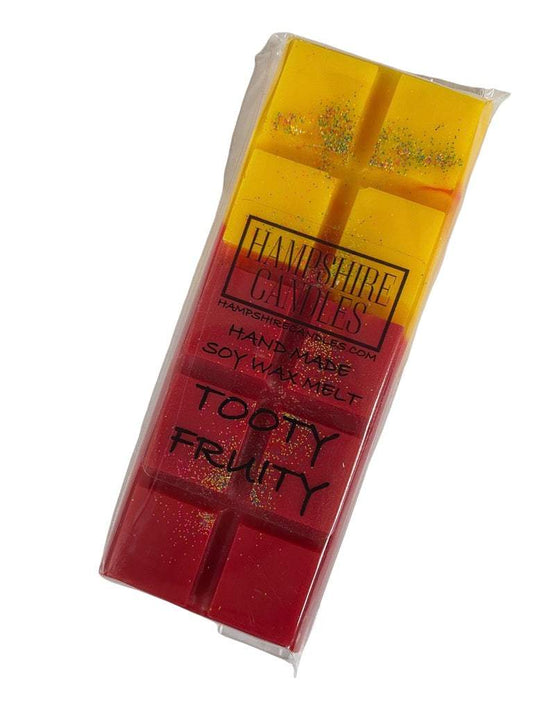 HAMPSHIRE
CANDLES
HAMPSHIRECANDLES.COM
HAND MADE
SOY WAX MELT
TOOTY
FRUITY